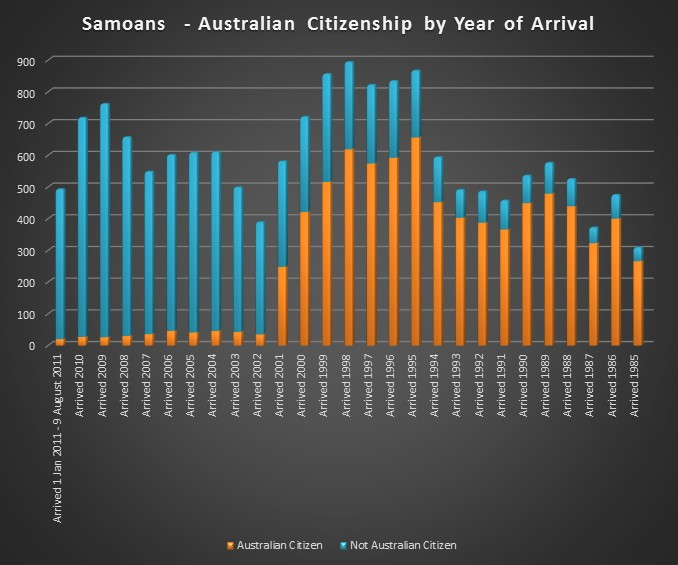 Samoans - Australian Citizenship by Year of Arrival
900
800
700
600
500
400
300
200
100
0
Arrived 1 Jan 2011 - 9 August 2011
Arrived 2010
Arrived 2009
Arrived 2008
Arrived 2007
Arrived 2006
Arrived 2005
Arrived 2004
Arrived 2003
Arrived 2002
Arrived 2001
Arrived 2000
Arrived 1999
Arrived 1998
Arrived 1997
Arrived 1996
Arrived 1995
Arrived 1994
Arrived 1993
Arrived 1992
Arrived 1991
Arrived 1990
Arrived 1989
Arrived 1988
Arrived 1987
Arrived 1986
Arrived 1985
Australian Citizen
Not Australian Citizen